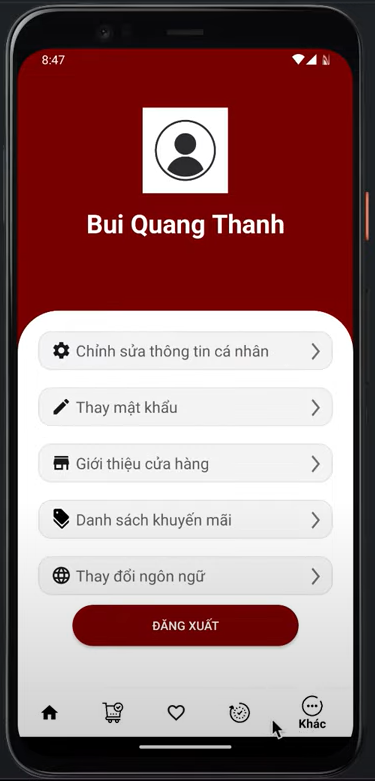 8:47
Bui Quang Thanh
Chỉnh sửa thông tin cá nhân
Thay mật khẩu
Giới thiệu cửa hàng
Danh sách khuyến mãi
Thay đổi ngôn ngữ
ĐĂNG XUẤT
Khác